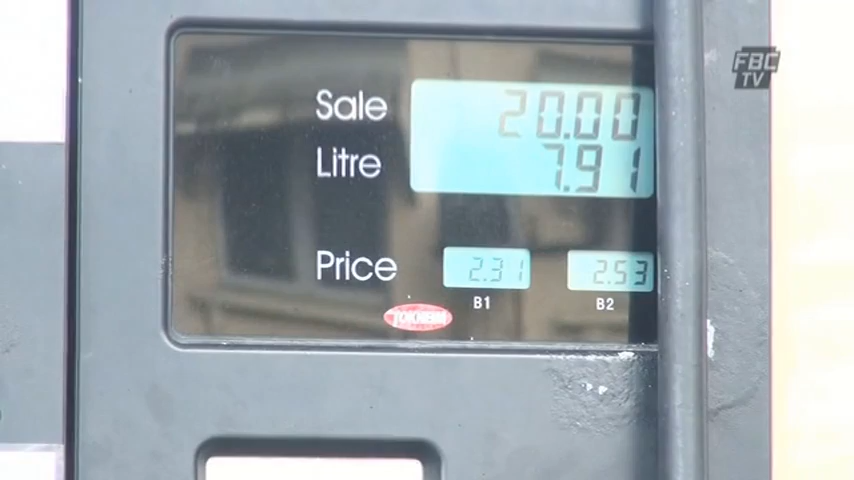 FBC
TV
Sale 20.00
Litre 7.91
Price 2.31 2.53
B1 B2
TOKHEIM